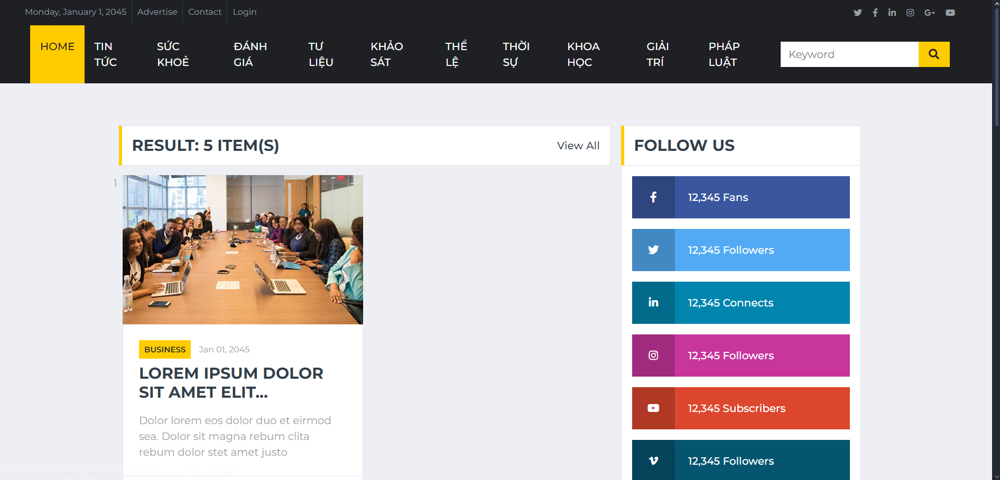 Monday, January 1, 2045 Advertise Contact Login
HOME TIN TỨC SỨC KHOẺ ĐÁNH GIÁ TƯ LIỆU KHẢO SÁT THỂ LỆ THỜI SỰ KHOA HỌC GIẢI TRÍ PHÁP LUẬT Keyword
RESULT: 5 ITEM(S) View All
1
BUSINESS Jan 01, 2045
LOREM IPSUM DOLOR
SIT AMET ELIT...
Dolor lorem eos dolor duo et eirmod
sea. Dolor sit magna rebum clita
rebum dolor stet amet justo
FOLLOW US
12,345 Fans
12,345 Followers
12,345 Connects
12,345 Followers
12,345 Subscribers
12,345 Followers